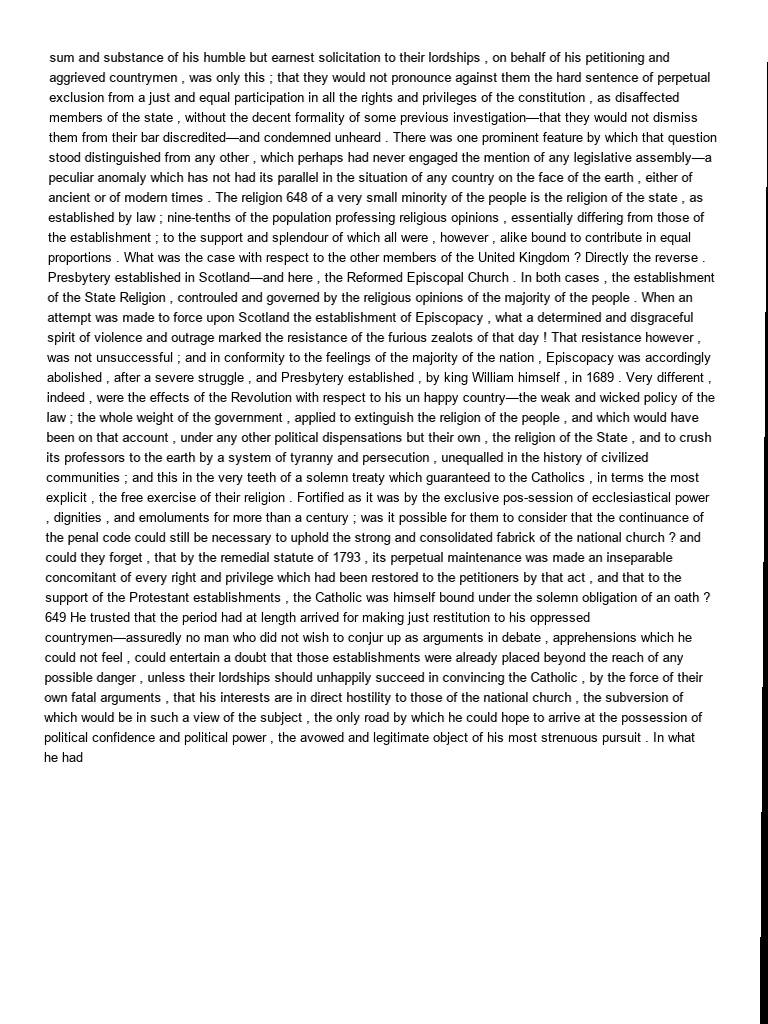 sum and substance of his humble but earnest solicitation to their lordships , on behalf of his petitioning and
aggrieved countrymen , was only this ; that they would not pronounce against them the hard sentence of perpetual
exclusion from a just and equal participation in all the rights and privileges of the constitution , as disaffected
members of the state , without the decent formality of some previous investigation—that they would not dismiss
them from their bar discredited—and condemned unheard . There was one prominent feature by which that question
stood distinguished from any other , which perhaps had never engaged the mention of any legislative assembly—a
peculiar anomaly which has not had its parallel in the situation of any country on the face of the earth , either of
ancient or of modern times . The religion 648 of a very small minority of the people is the religion of the state , as
established by law ; nine-tenths of the population professing religious opinions , essentially differing from those of
the establishment ; to the support and splendour of which all were , however , alike bound to contribute in equal
proportions . What was the case with respect to the other members of the United Kingdom ? Directly the reverse .
Presbytery established in Scotland—and here , the Reformed Episcopal Church . In both cases , the establishment
of the State Religion , controuled and governed by the religious opinions of the majority of the people . When an
attempt was made to force upon Scotland the establishment of Episcopacy , what a determined and disgraceful
spirit of violence and outrage marked the resistance of the furious zealots of that day ! That resistance however ,
was not unsuccessful ; and in conformity to the feelings of the majority of the nation , Episcopacy was accordingly
abolished , after a severe struggle , and Presbytery established , by king William himself , in 1689 . Very different ,
indeed , were the effects of the Revolution with respect to his un happy country—the weak and wicked policy of the
law ; the whole weight of the government , applied to extinguish the religion of the people , and which would have
been on that account , under any other political dispensations but their own , the religion of the State , and to crush
its professors to the earth by a system of tyranny and persecution , unequalled in the history of civilized
communities ; and this in the very teeth of a solemn treaty which guaranteed to the Catholics , in terms the most
explicit , the free exercise of their religion . Fortified as it was by the exclusive pos-session of ecclesiastical power
, dignities , and emoluments for more than a century ; was it possible for them to consider that the continuance of
the penal code could still be necessary to uphold the strong and consolidated fabrick of the national church ? and
could they forget , that by the remedial statute of 1793 , its perpetual maintenance was made an inseparable
concomitant of every right and privilege which had been restored to the petitioners by that act , and that to the
support of the Protestant establishments , the Catholic was himself bound under the solemn obligation of an oath ?
649 He trusted that the period had at length arrived for making just restitution to his oppressed
countrymen—assuredly no man who did not wish to conjur up as arguments in debate , apprehensions which he
could not feel , could entertain a doubt that those establishments were already placed beyond the reach of any
possible danger , unless their lordships should unhappily succeed in convincing the Catholic , by the force of their
own fatal arguments , that his interests are in direct hostility to those of the national church , the subversion of
which would be in such a view of the subject , the only road by which he could hope to arrive at the possession of
political confidence and political power , the avowed and legitimate object of his most strenuous pursuit . In what
he had